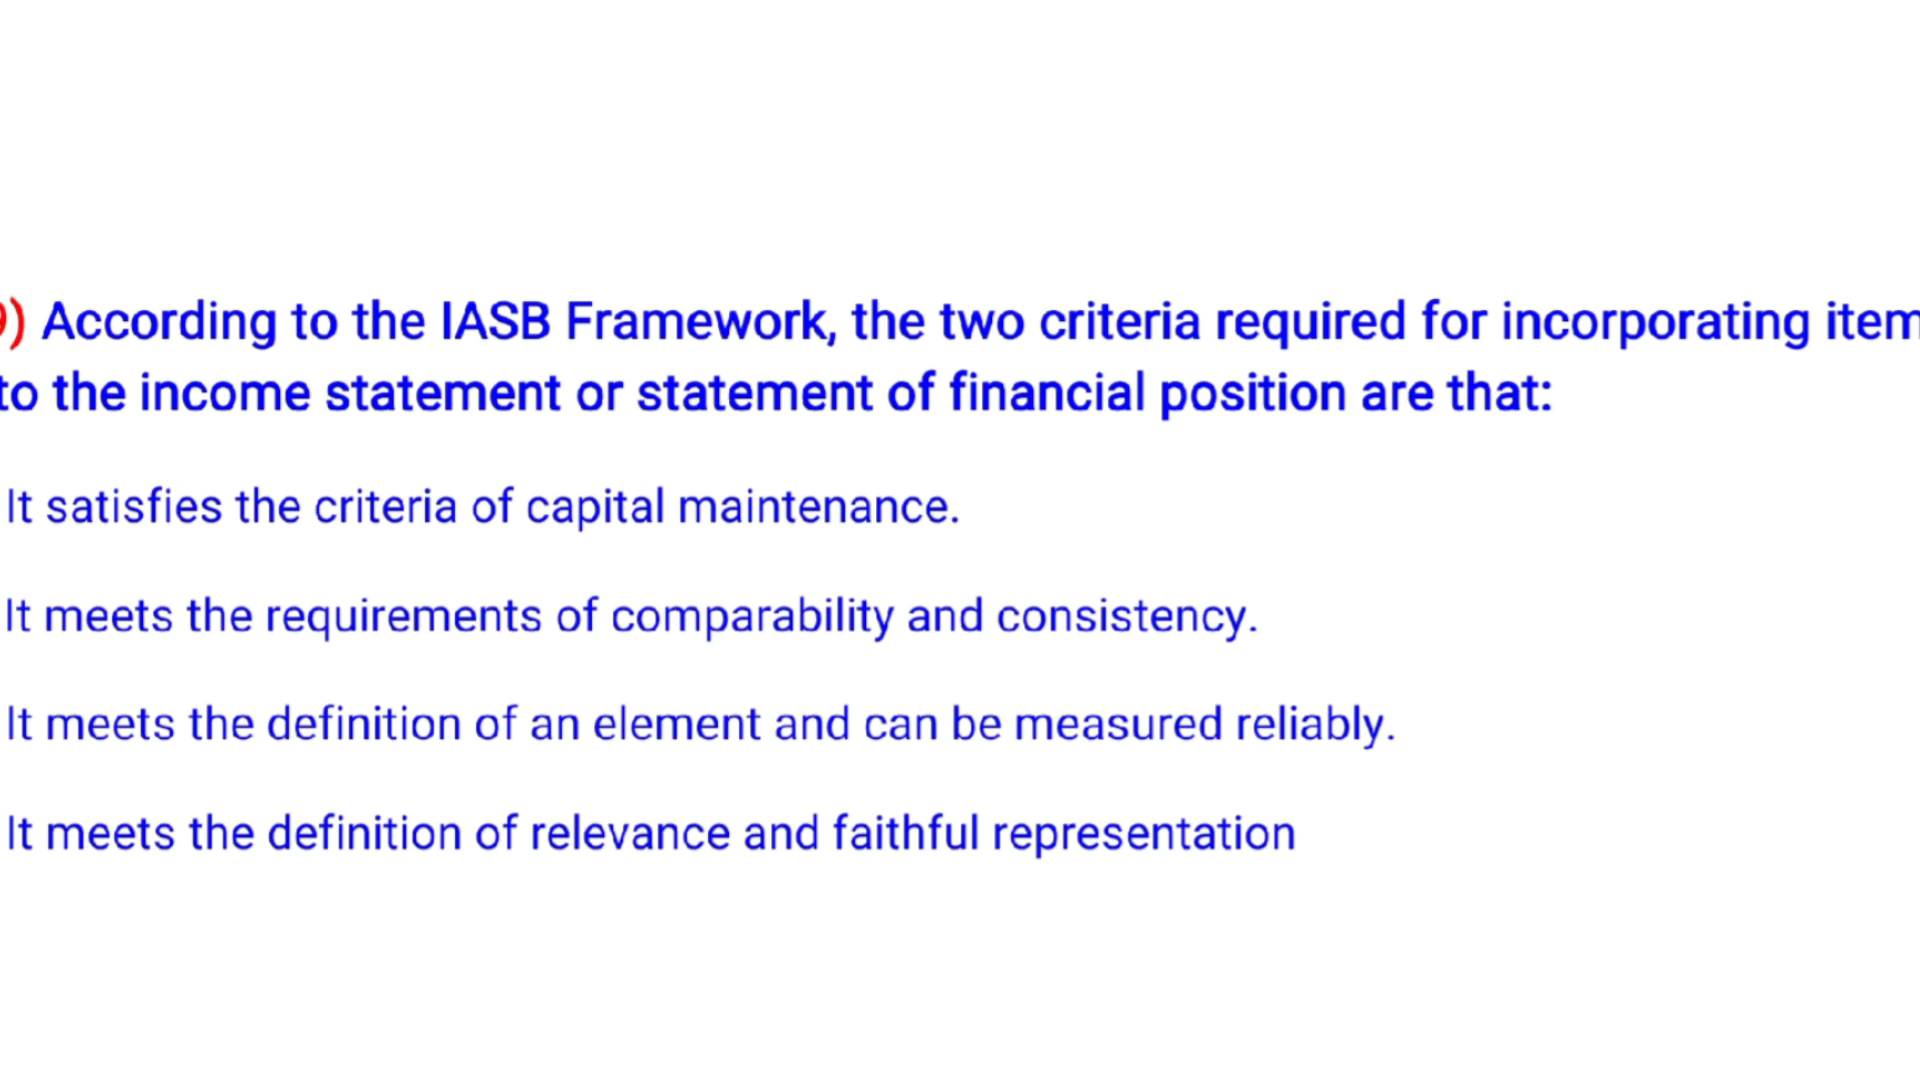 9) According to the IASB Framework, the two criteria required for incorporating item
to the income statement or statement of financial position are that:
It satisfies the criteria of capital maintenance.
It meets the requirements of comparability and consistency.
It meets the definition of an element and can be measured reliably.
It meets the definition of relevance and faithful representation